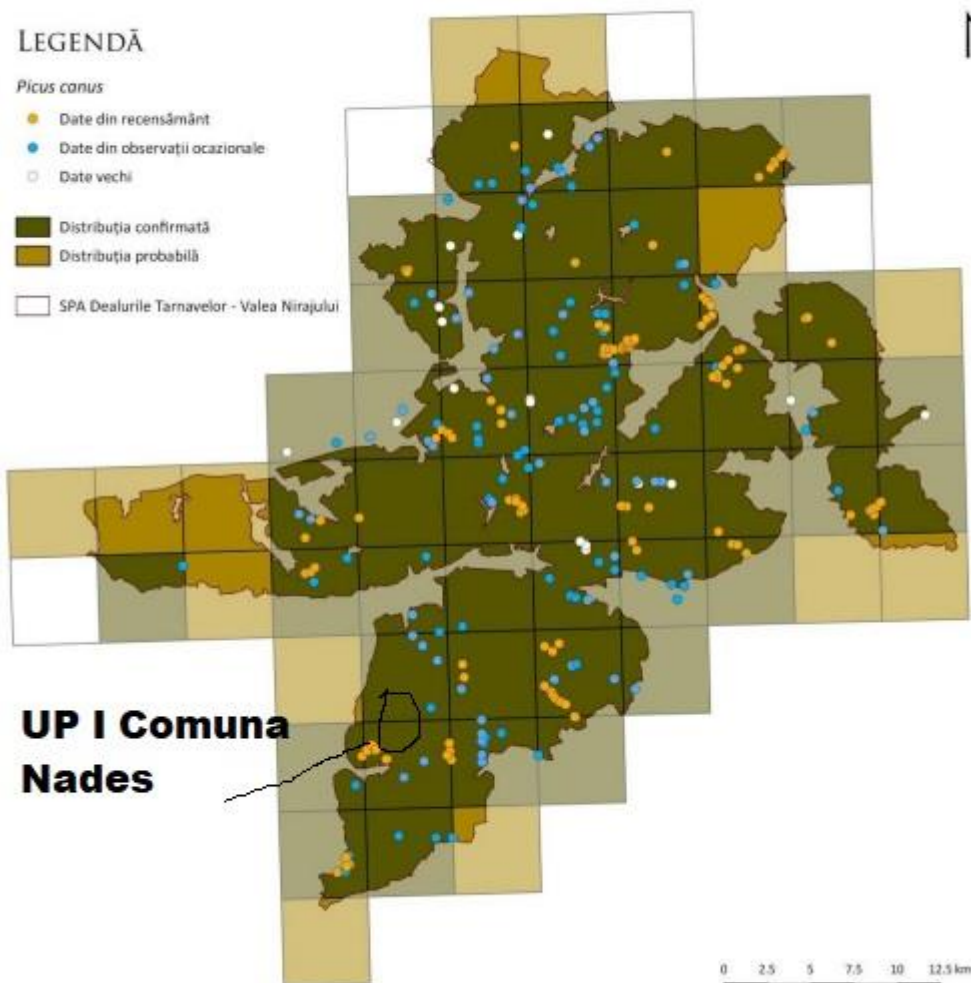 LEGENDĂ
Picus canus
Date din recensământ
Date din observații ocazionale
Date vechi
Distribuția confirmată
Distribuția probabilă
SPA Dealurile Tarnavelor - Valea Nirajului
UP I Comuna
Nades
0 2.5 5 7.5 10 12.5 km